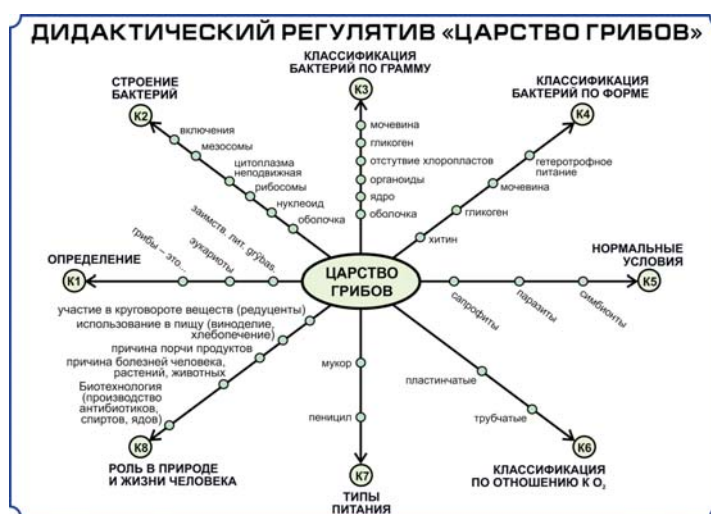 ДИДАКТИЧЕСКИЙ РЕГУЛЯТИВ «ЦАРСТВО ГРИБОВ»
СТРОЕНИЕ
БАКТЕРИЙ
К2
включения
мезосомы
цитоплазма
неподвижная
рибосомы
нуклеоид
оболочка
КЛАССИФИКАЦИЯ
БАКТЕРИЙ ПО ГРАММУ
К3
мочевина
гликоген
отстутвие хлоропластов
органоиды
ядро
оболочка
КЛАССИФИКАЦИЯ
БАКТЕРИЙ ПО ФОРМЕ
К4
гетеротрофное
питание
мочевина
гликоген
хитин
ОПРЕДЕЛЕНИЕ
К1
грибы – это...
эукариоты
заимств. лит. grỹbas.
ЦАРСТВО
ГРИБОВ
НОРМАЛЬНЫЕ
УСЛОВИЯ
К5
сапрофиты
паразиты
симбионты
участие в круговороте веществ (редуценты)
использование в пищу (виноделие,
хлебопечение)
причина порчи продуктов
причина болезней человека,
растений, животных
Биотехнология
(производство
антибиотиков,
спиртов, ядов)
К8
РОЛЬ В ПРИРОДЕ
И ЖИЗНИ ЧЕЛОВЕКА
мукор
пеницил
К7
ТИПЫ
ПИТАНИЯ
пластинчатые
трубчатые
К6
КЛАССИФИКАЦИЯ
ПО ОТНОШЕНИЮ К O₂